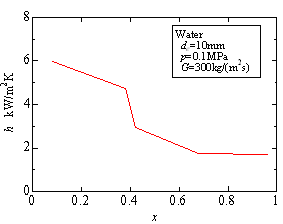 8
6
4
2
0
h kW/m²K
Water
dᵢ=10mm
p=0.1MPa
G=300kg/(m²s)
0 0.2 0.4 0.6 0.8 1
x